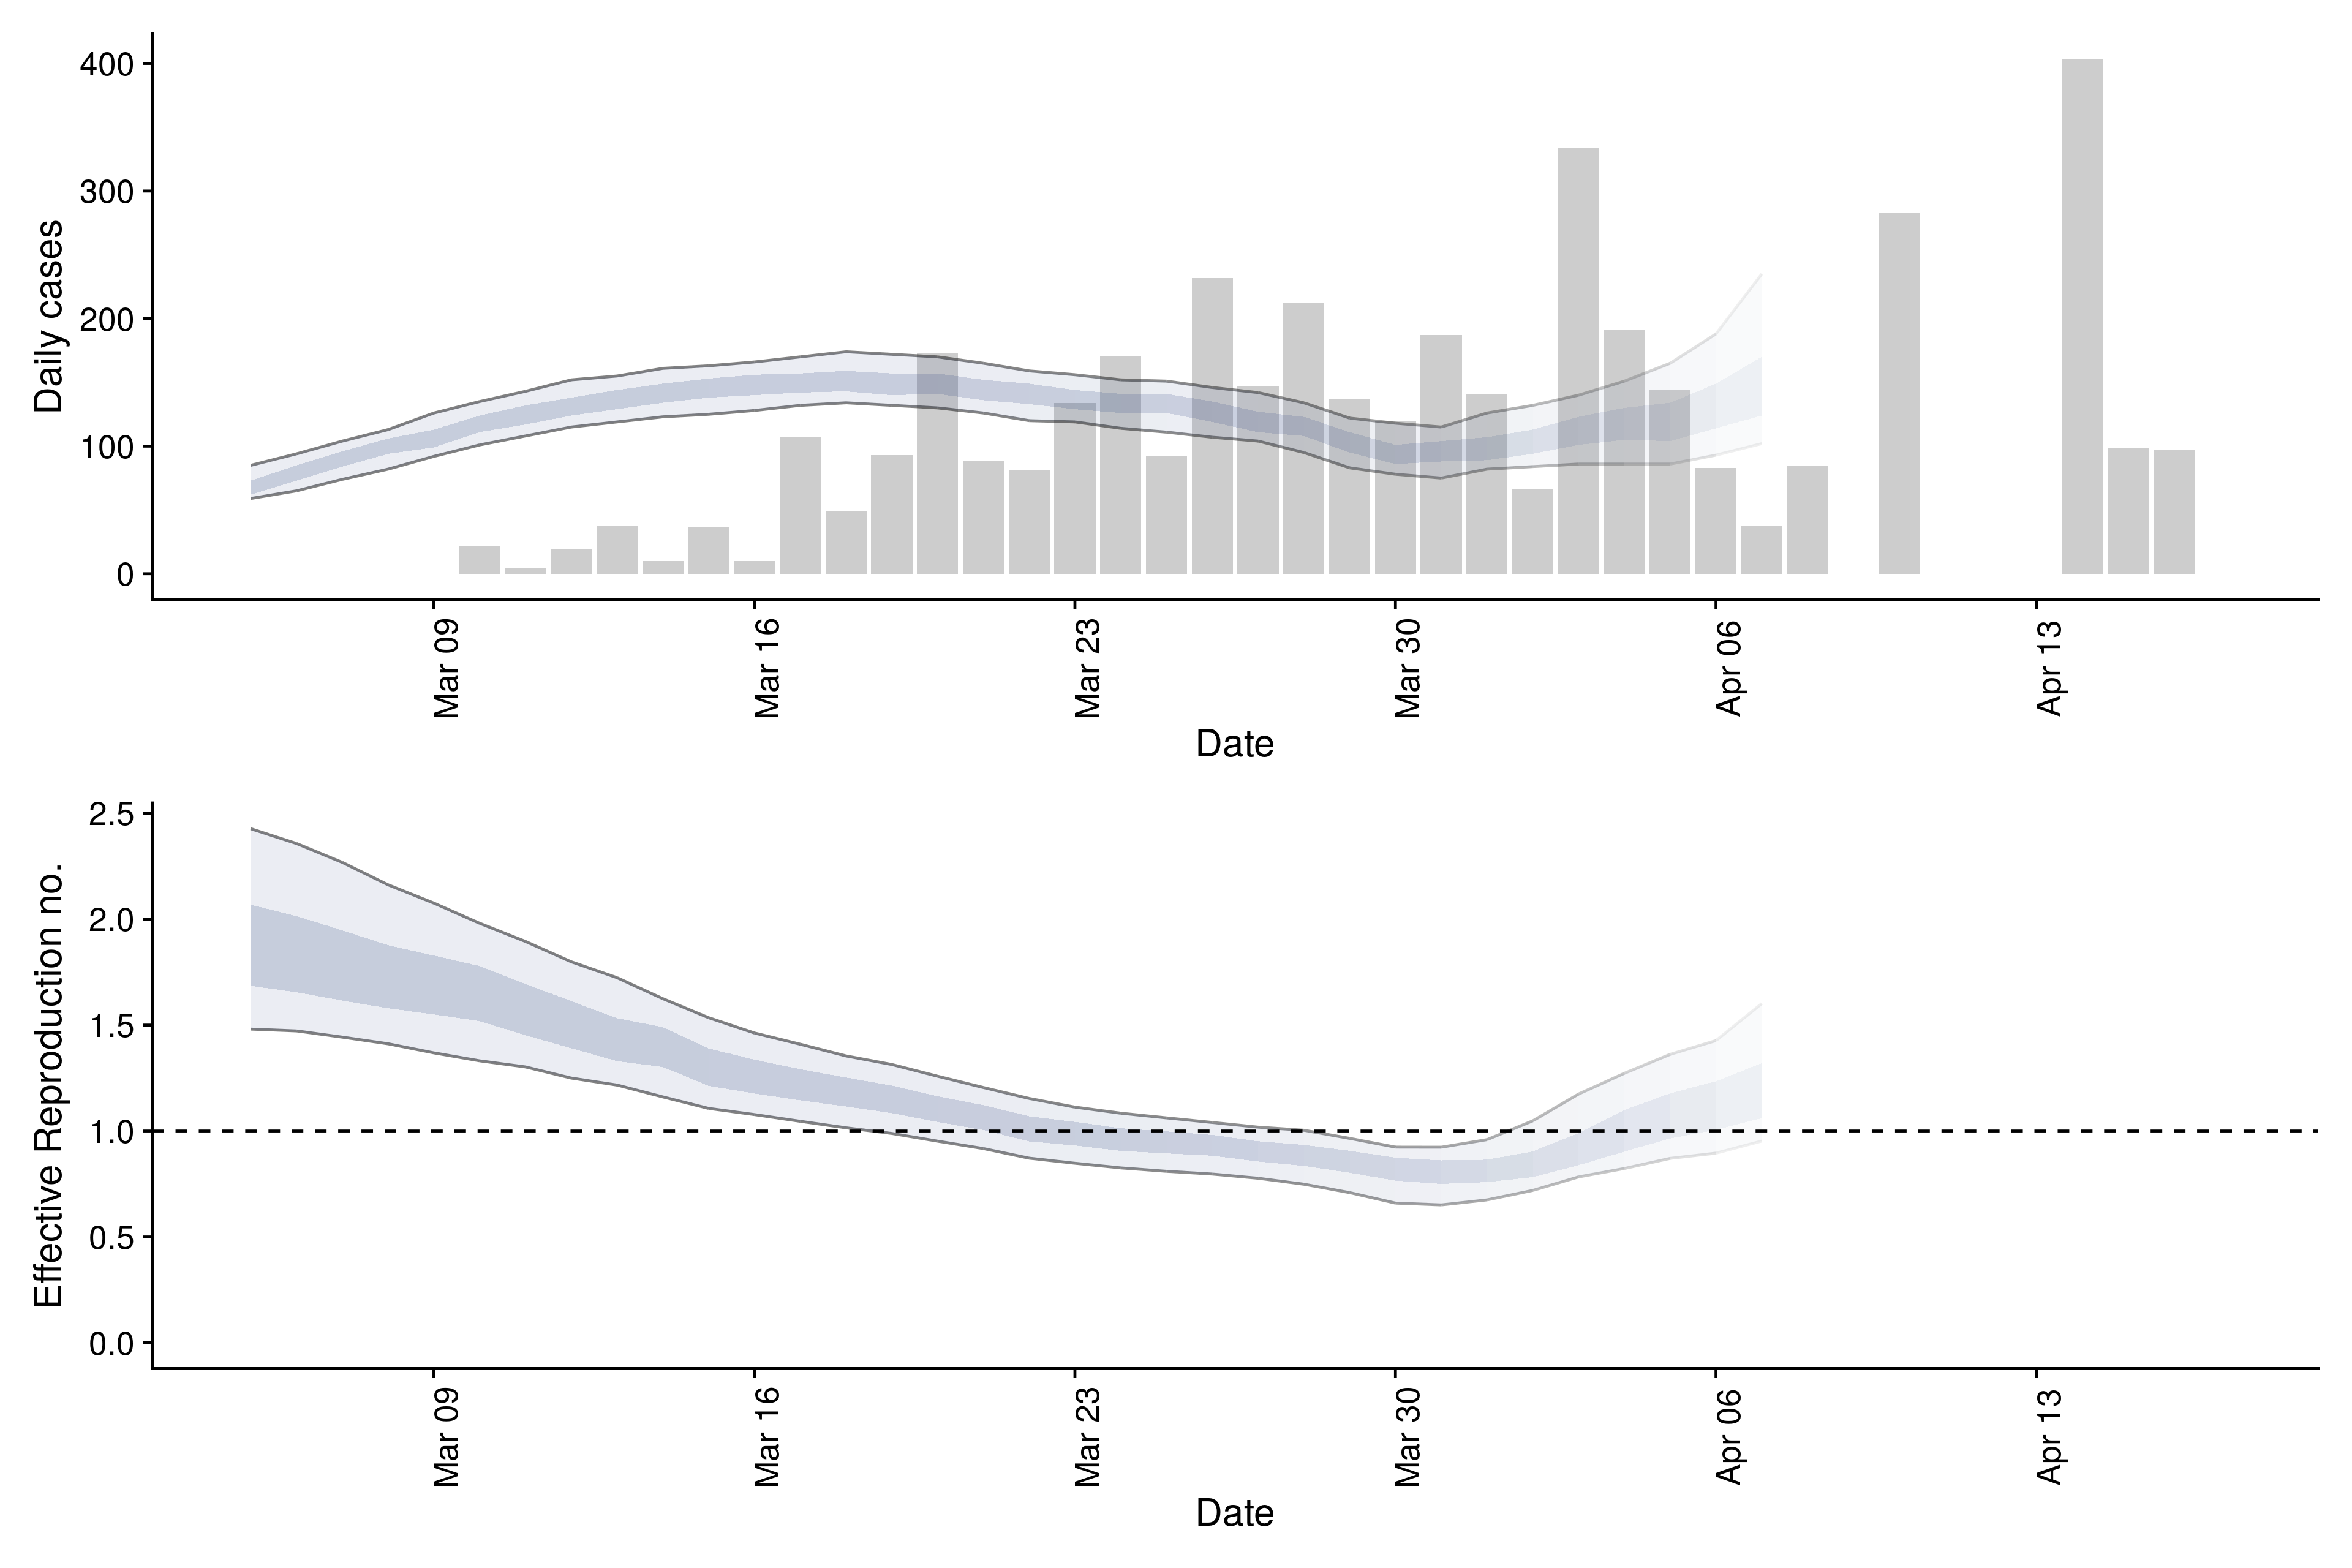 Daily cases
400
300
200
100
0
Mar 09
Mar 16
Mar 23
Mar 30
Apr 06
Apr 13
Date
Effective Reproduction no.
2.5
2.0
1.5
1.0
0.5
0.0
Mar 09
Mar 16
Mar 23
Mar 30
Apr 06
Apr 13
Date